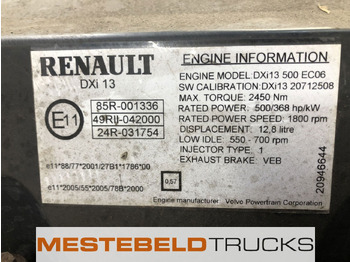 RENAULT
DXi 13
E11
85R-001336
49RII-042000
24R-031754
e11*88/77*2001/27B1*1786*00
e11*2005/55*2005/78B*2000
0,57
ENGINE INFORMATION
ENGINE MODEL: DXi13 500 EC06
SW CALIBRATION: DXi13 20712508
MAX. TORQUE: 2450 Nm
RATED POWER: 500/368 hp/kW
RATED POWER SPEED: 1800 rpm
DISPLACEMENT: 12,8 litre
LOW IDLE: 550 - 700 rpm
INJECTOR TYPE: 1
EXHAUST BRAKE: VEB
Engine manufacturer: Volvo Powertrain Corporation
20946644
MESTEBELDTRUCKS